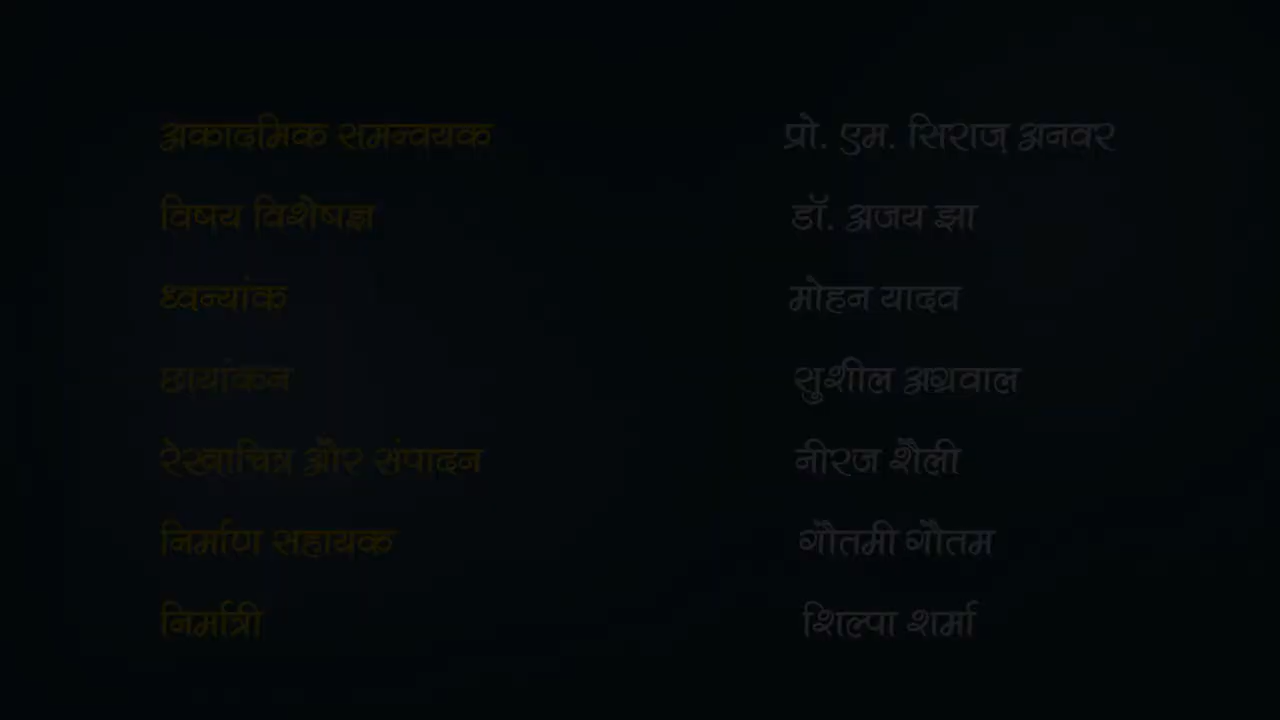 अकादमिक समन्वयक प्रो. एम. सिराज् अनवर
विषय विशेषज्ञ डॉ. अजय झा
ध्वन्यांक मोहन यादव
छायांकन सुशील अग्रवाल
रेखाचित्र और संपादन नीरज शैली
निर्माण सहायक गौतमी गौतम
निर्मात्री शिल्पा शर्मा